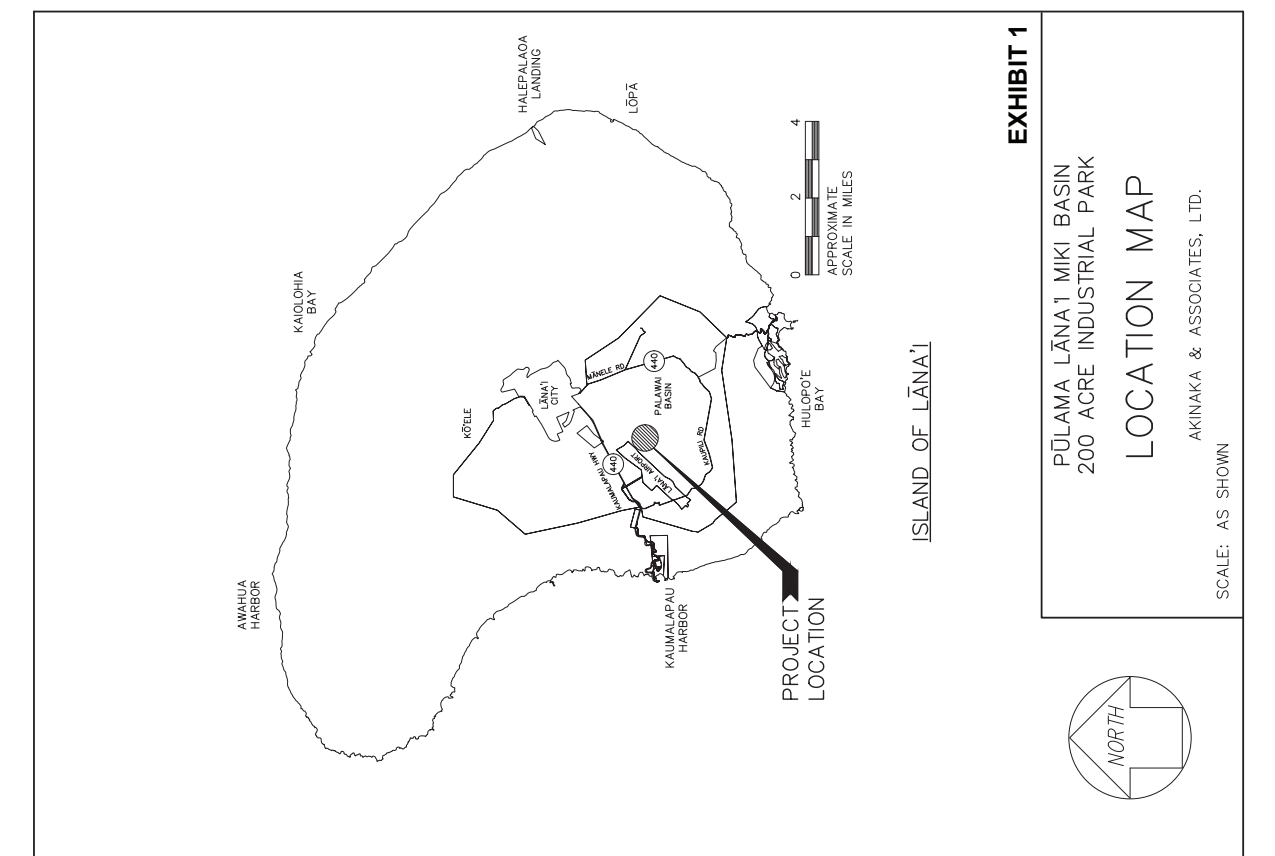 AWAHUA
HARBOR
KAIOLOHIA
BAY
HALEPALAOA
LANDING
LŌPĀ
KŌ'ELE
LĀNA'I
CITY
MĀNELE RD
440
PALAWAI
BASIN
KAUMALAPAU HWY
440
LĀNA'I AIRPORT
KAUPILI RD
KAUMALAPAU
HARBOR
HULOPO'E
BAY
PROJECT
LOCATION
0 2 4
APPROXIMATE
SCALE IN MILES
ISLAND OF LĀNA'I
EXHIBIT 1
NORTH
PŪLAMA LĀNA'I MIKI BASIN
200 ACRE INDUSTRIAL PARK
LOCATION MAP
AKINAKA & ASSOCIATES, LTD.
SCALE: AS SHOWN